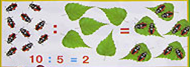 : =
10 : 5 = 2